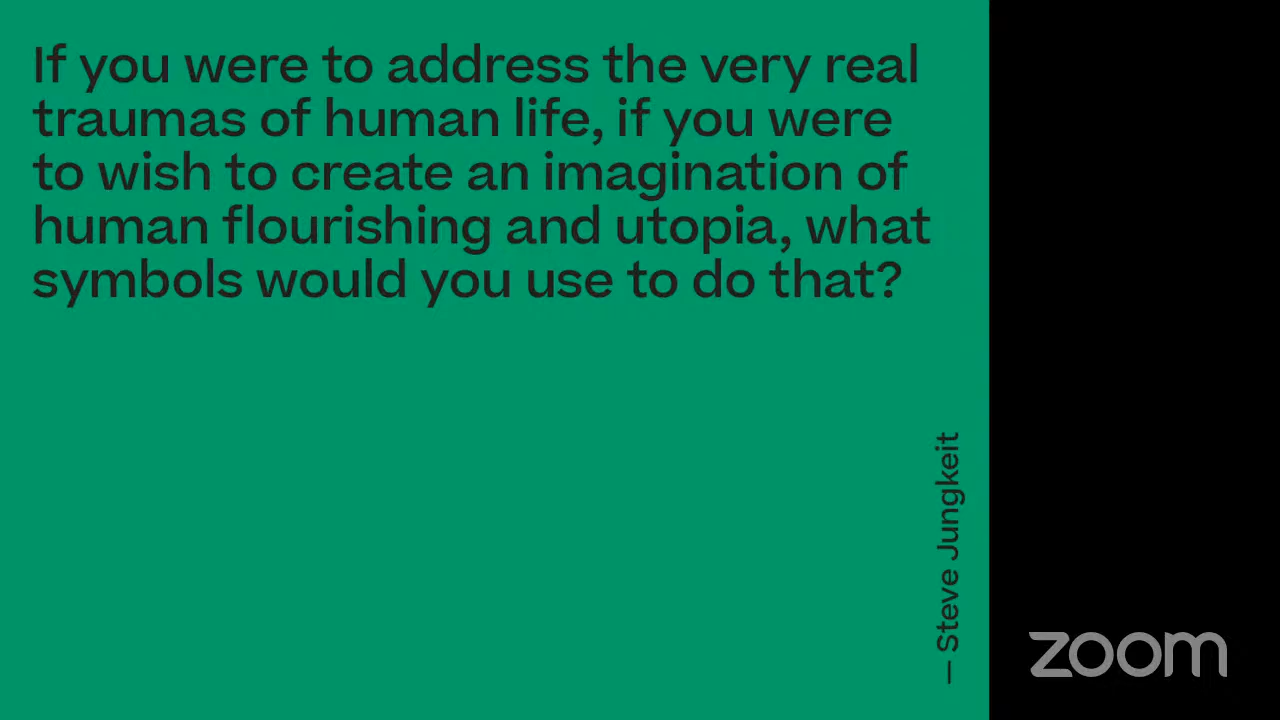 If you were to address the very real
traumas of human life, if you were
to wish to create an imagination of
human flourishing and utopia, what
symbols would you use to do that?
— Steve Jungkeit
zoom